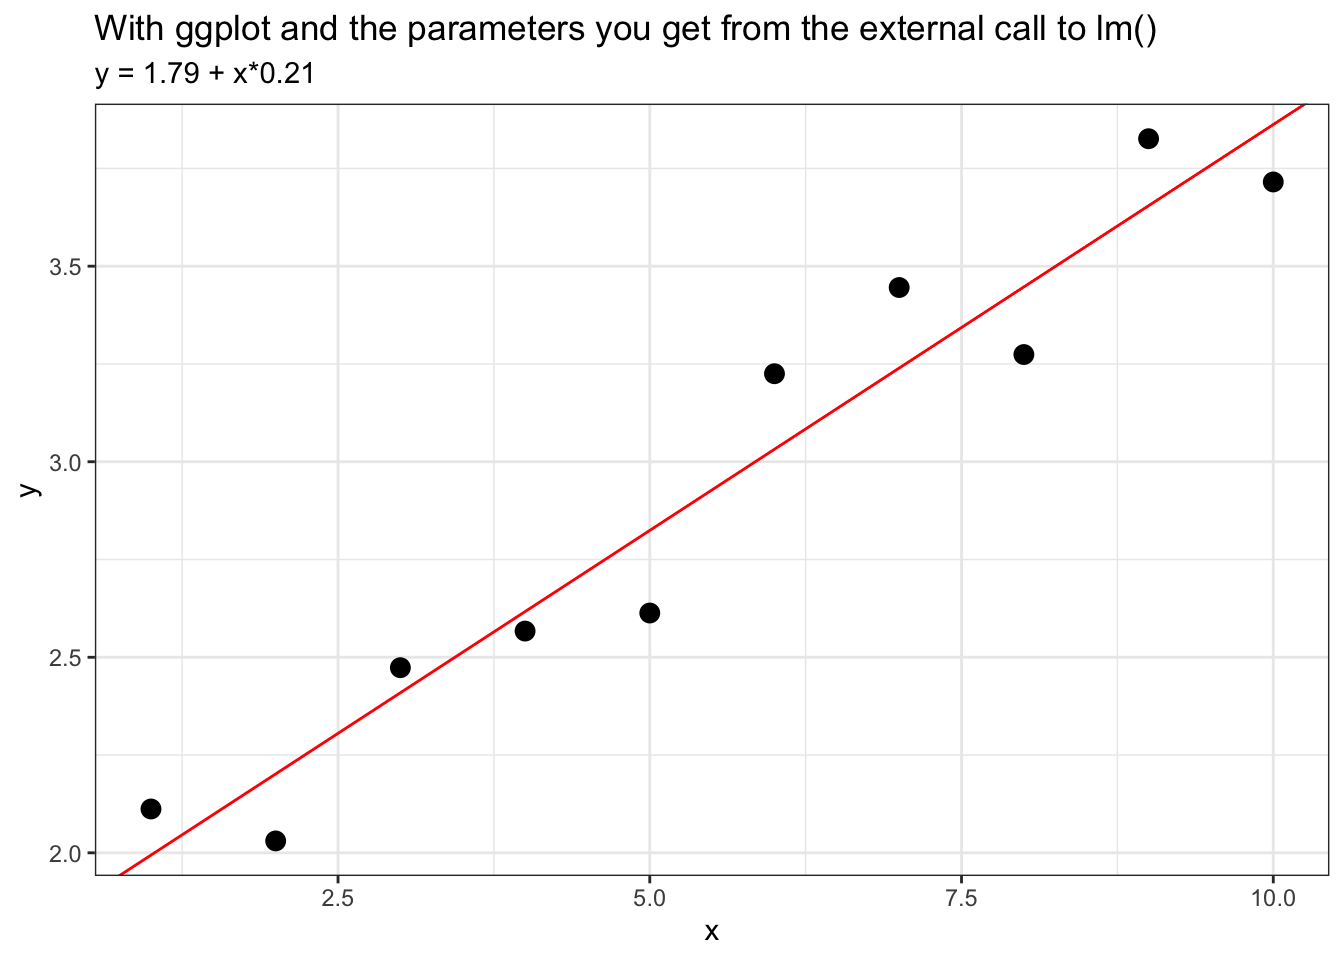 With ggplot and the parameters you get from the external call to lm()
y = 1.79 + x*0.21
3.5
3.0
2.5
2.0
y
2.5 5.0 7.5 10.0
x